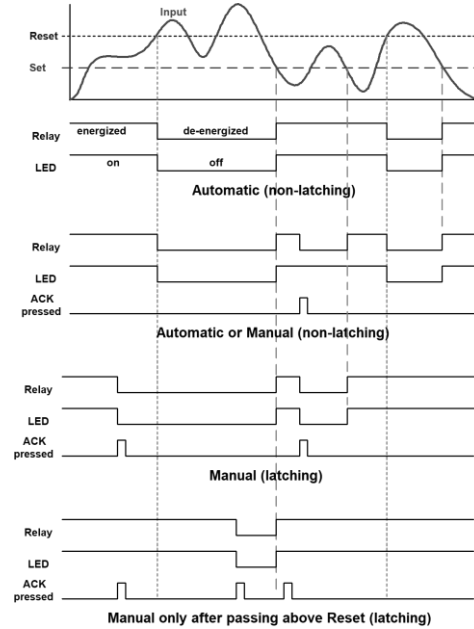 Input
Reset
Set
energized de-energized
Relay
on off
LED
Automatic (non-latching)
Relay
LED
ACK
pressed
Automatic or Manual (non-latching)
Relay
LED
ACK
pressed
Manual (latching)
Relay
LED
ACK
pressed
Manual only after passing above Reset (latching)